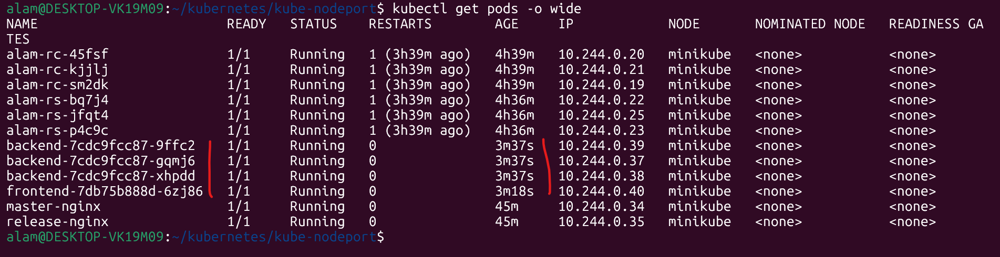 alam@DESKTOP-VK19M09:~/kubernetes/kube-nodeport$ kubectl get pods -o wide
NAME READY STATUS RESTARTS AGE IP NODE NOMINATED NODE READINESS GA
TES
alam-rc-45fsf 1/1 Running 1 (3h39m ago) 4h39m 10.244.0.20 minikube <none> <none>
alam-rc-kjjlj 1/1 Running 1 (3h39m ago) 4h39m 10.244.0.21 minikube <none> <none>
alam-rc-sm2dk 1/1 Running 1 (3h39m ago) 4h39m 10.244.0.19 minikube <none> <none>
alam-rs-bq7j4 1/1 Running 1 (3h39m ago) 4h36m 10.244.0.22 minikube <none> <none>
alam-rs-jfqt4 1/1 Running 1 (3h39m ago) 4h36m 10.244.0.25 minikube <none> <none>
alam-rs-p4c9c 1/1 Running 1 (3h39m ago) 4h36m 10.244.0.23 minikube <none> <none>
backend-7cdc9fcc87-9ffc2 1/1 Running 0 3m37s 10.244.0.39 minikube <none> <none>
backend-7cdc9fcc87-gqmj6 1/1 Running 0 3m37s 10.244.0.37 minikube <none> <none>
backend-7cdc9fcc87-xhpdd 1/1 Running 0 3m37s 10.244.0.38 minikube <none> <none>
frontend-7db75b888d-6zj86 1/1 Running 0 3m18s 10.244.0.40 minikube <none> <none>
master-nginx 1/1 Running 0 45m 10.244.0.34 minikube <none> <none>
release-nginx 1/1 Running 0 45m 10.244.0.35 minikube <none> <none>
alam@DESKTOP-VK19M09:~/kubernetes/kube-nodeport$